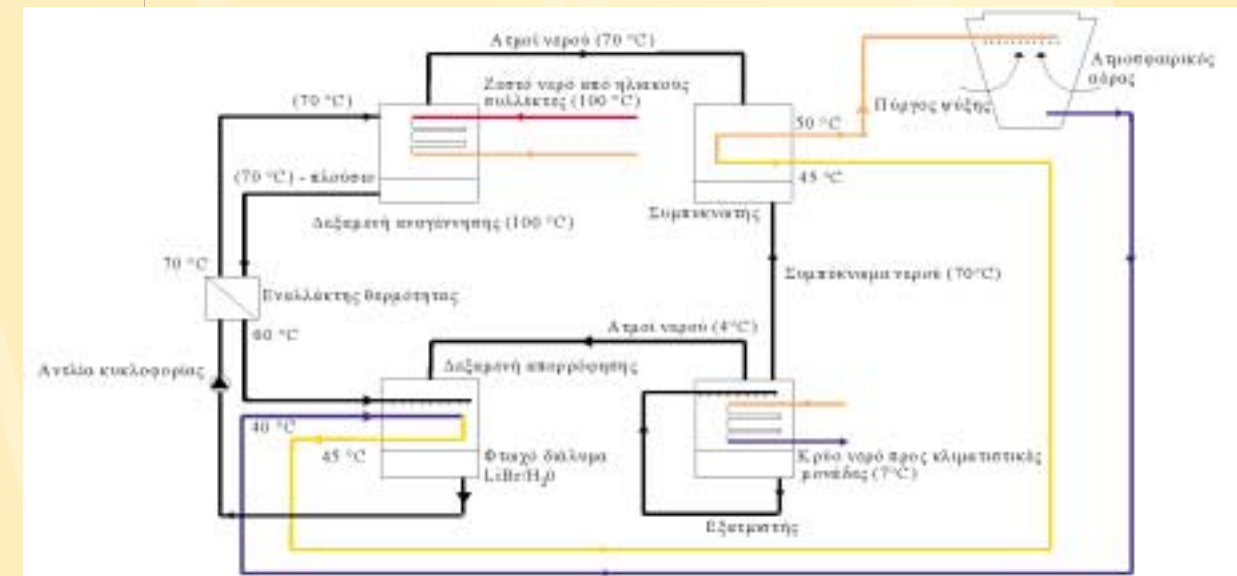 Ατμοί νερού (70 °C)
Ζεστό νερό από ηλιακούς
συλλέκτες (100 °C)
(70 °C)
Ατμοσφαιρικός
αέρας
Πύργος ψύξης
50 °C
45 °C
(70 °C) - πλούσιο
Δεξαμενή αναγέννησης (100 °C)
Συμπυκνωτής
70 °C
Εναλλάκτης θερμότητας
Συμπύκνωμα νερού (70°C)
60 °C
Ατμοί νερού (4°C)
Αντλία κυκλοφορίας
Δεξαμενή απορρόφησης
40 °C
45 °C
Φτωχό διάλυμα
LiBr/H₂0
Κρύο νερό προς κλιματιστικές
μονάδες (7°C)
Εξατμιστής